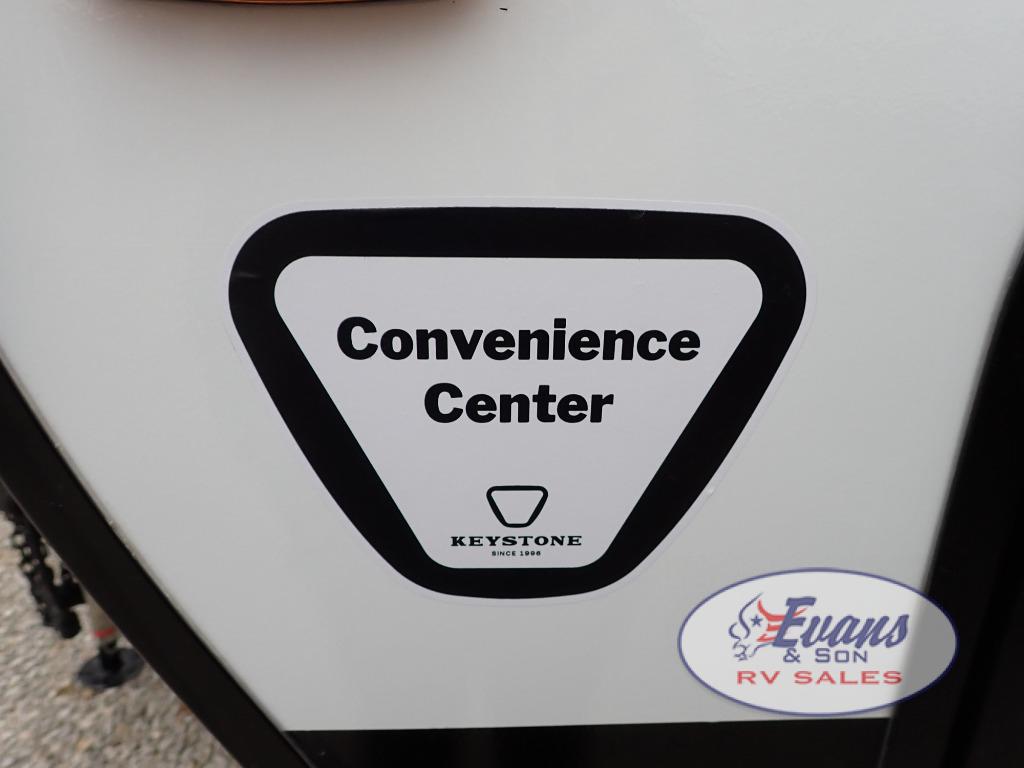 Convenience
Center
KEYSTONE
SINCE 1996
Evans
& SON
RV SALES